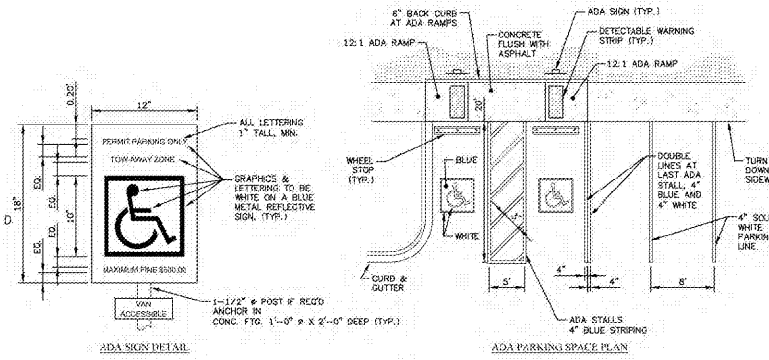 6" BACK CURB
AT ADA RAMPS
ADA SIGN (TYP.)
CONCRETE
FLUSH WITH
ASPHALT
DETECTABLE WARNING
STRIP (TYP.)
12:1 ADA RAMP
12:1 ADA RAMP
12"
0.20'
ALL LETTERING
1" TALL, MIN.
PERMIT PARKING ONLY
TOW-AWAY ZONE
20'
WHEEL
STOP
(TYP.)
BLUE
DOUBLE
LINES AT
LAST ADA
STALL, 4"
BLUE AND
4" WHITE
TURN
DOWN
SIDEW
EQ.
EQ.
EQ.
EQ.
D.
18"
10"
GRAPHICS &
LETTERING TO BE
WHITE ON A BLUE
METAL REFLECTIVE
SIGN. (TYP.)
WHITE
4" SOL
WHITE
PARKIN
LINE.
MAXIMUM FINE $500.00
CURB &
GUTTER
5'
4"
4"
8'
VAN
ACCESSIBLE
1-1/2" ø POST IF REQ'D
ANCHOR IN
CONC. FTG. 1'-0" ø X 2'-0" DEEP (TYP.)
ADA STALLS
4" BLUE STRIPING
ADA SIGN DETAIL
ADA PARKING SPACE PLAN